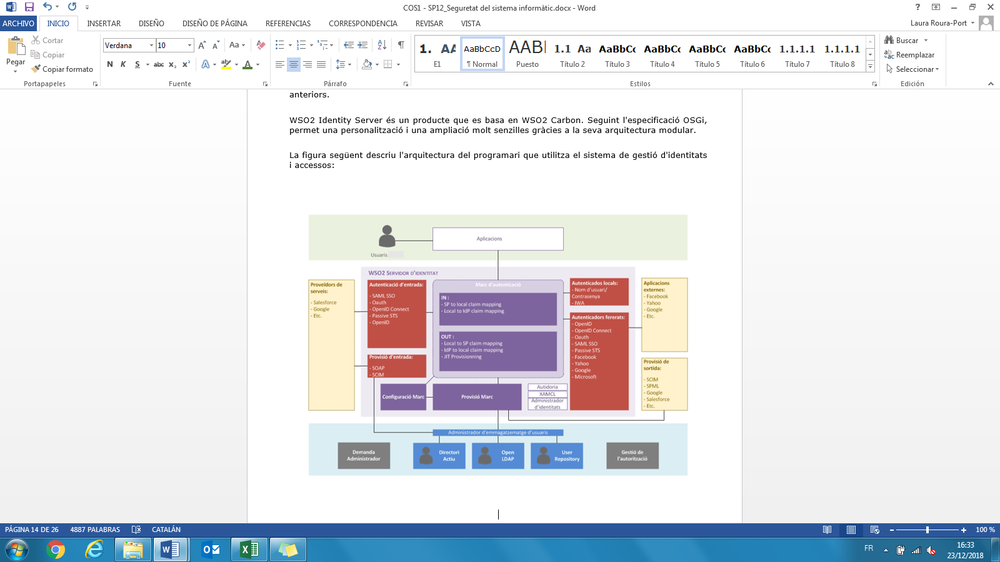 COS1 - SP12_Seguretat del sistema informàtic.docx - Word
ARCHIVO INICIO INSERTAR DISEÑO DISEÑO DE PÁGINA REFERENCIAS CORRESPONDENCIA REVISAR VISTA
Laura Roura-Port
Pegar
Cortar
Copiar
Copiar formato
Portapapeles
Verdana 10
N K S abc x₂ x²
Fuente
Párrafo
1. AA AaBbCcD AABI 1.1 Aa AaBbCc AaBbCc AaBbCc AaBbCc 1.1.1.1 1.1.1.1
E1 ¶ Normal Puesto Título 2 Título 3 Título 4 Título 5 Título 6 Título 7 Título 8
Estilos
Buscar
Reemplazar
Seleccionar
Edición
anteriors.
WSO2 Identity Server és un producte que es basa en WSO2 Carbon. Seguint l'especificació OSGi,
permet una personalització i una ampliació molt senzilles gràcies a la seva arquitectura modular.
La figura següent descriu l'arquitectura del programari que utilitza el sistema de gestió d'identitats
i accessos:
Usuaris
Aplicacions
WSO2 SERVIDOR D'IDENTITAT
Proveïdors de
serveis:
- Salesforce
- Google
- Etc.
Autenticació d'entrada:
- SAML SSO
- Oauth
- OpenID Connect
- Passive STS
- OpenID
Provisió d'entrada:
- SOAP
- SCIM
Marc d'autenticació
IN :
- SP to local claim mapping
- Local to IdP claim mapping
OUT :
- Local to SP claim mapping
- IdP to local claim mapping
- JIT Provisionning
Configuració Marc
Provisió Marc
Autidoria
XAMCL
Administrador
d'identitats
Autenticados locals:
- Nom d'usuari/
Contrasenya
- IWA
Autenticadors fererats:
- OpenID
- OpenID Connect
- Oauth
- SAML SSO
- Passive STS
- Facebook
- Yahoo
- Google
- Microsoft
Aplicacions
externes:
- Facebook
- Yahoo
- Google
- Etc.
Provisió de
sortida:
- SCIM
- SPML
- Google
- Salesforce
- Etc.
Administrador d'emmagatzematge d'usuaris
Demanda
Administrador
Directori
Actiu
Open
LDAP
User
Repository
Gestió de
l'autorització
PÁGINA 14 DE 26 4887 PALABRAS CATALÁN
100 %
FR
16:33
23/12/2018